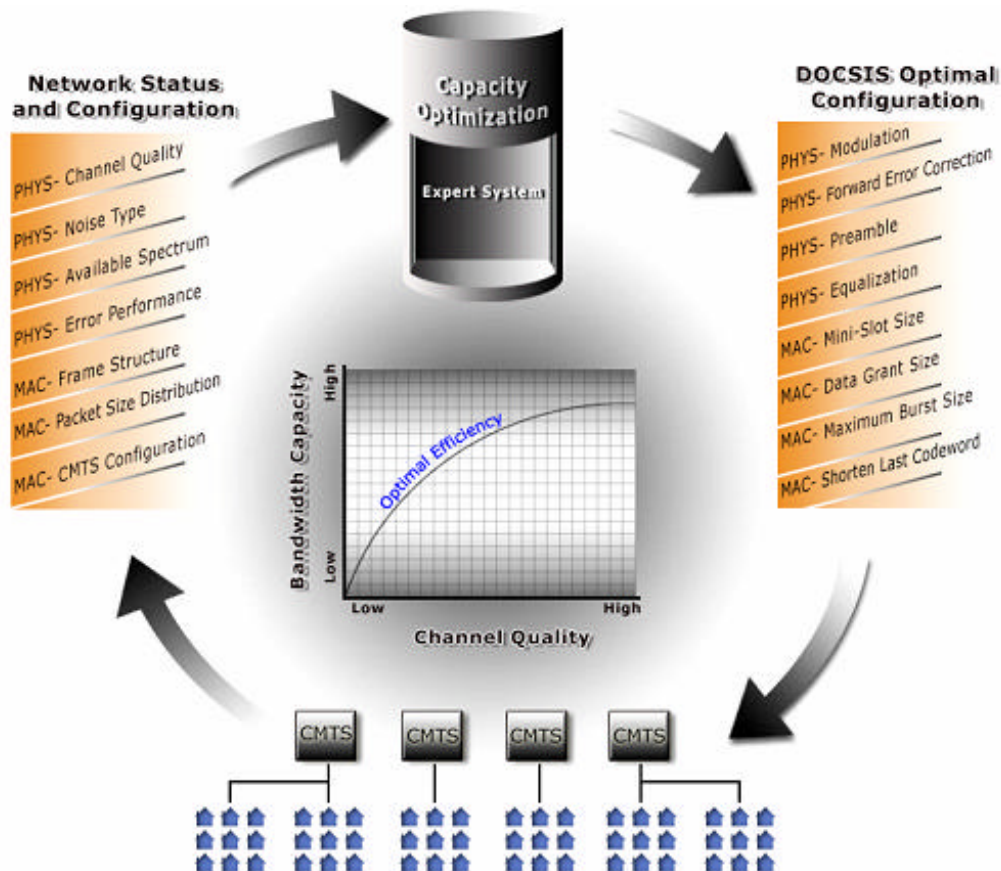 Network Status
and Configuration
PHYS- Channel Quality
PHYS- Noise Type
PHYS- Available Spectrum
PHYS- Error Performance
MAC- Frame Structure
MAC- Packet Size Distribution
MAC- CMTS Configuration
Capacity
Optimization
Expert System
DOCSIS Optimal
Configuration
PHYS- Modulation
PHYS- Forward Error Correction
PHYS- Preamble
PHYS- Equalization
MAC- Mini-Slot Size
MAC- Data Grant Size
MAC- Maximum Burst Size
MAC- Shorten Last Codeword
Bandwidth Capacity
High
Low
Optimal Efficiency
Low
High
Channel Quality
CMTS
CMTS
CMTS
CMTS